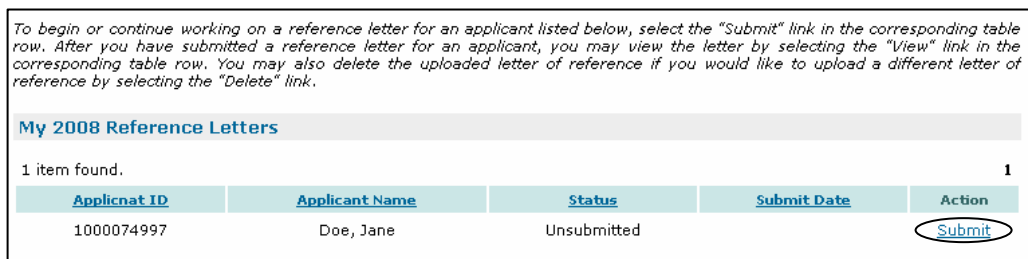 To begin or continue working on a reference letter for an applicant listed below, select the "Submit" link in the corresponding table
row. After you have submitted a reference letter for an applicant, you may view the letter by selecting the "View" link in the
corresponding table row. You may also delete the uploaded letter of reference if you would like to upload a different letter of
reference by selecting the "Delete" link.
My 2008 Reference Letters
1 item found. 1
Applicnat ID Applicant Name Status Submit Date Action
1000074997 Doe, Jane Unsubmitted Submit